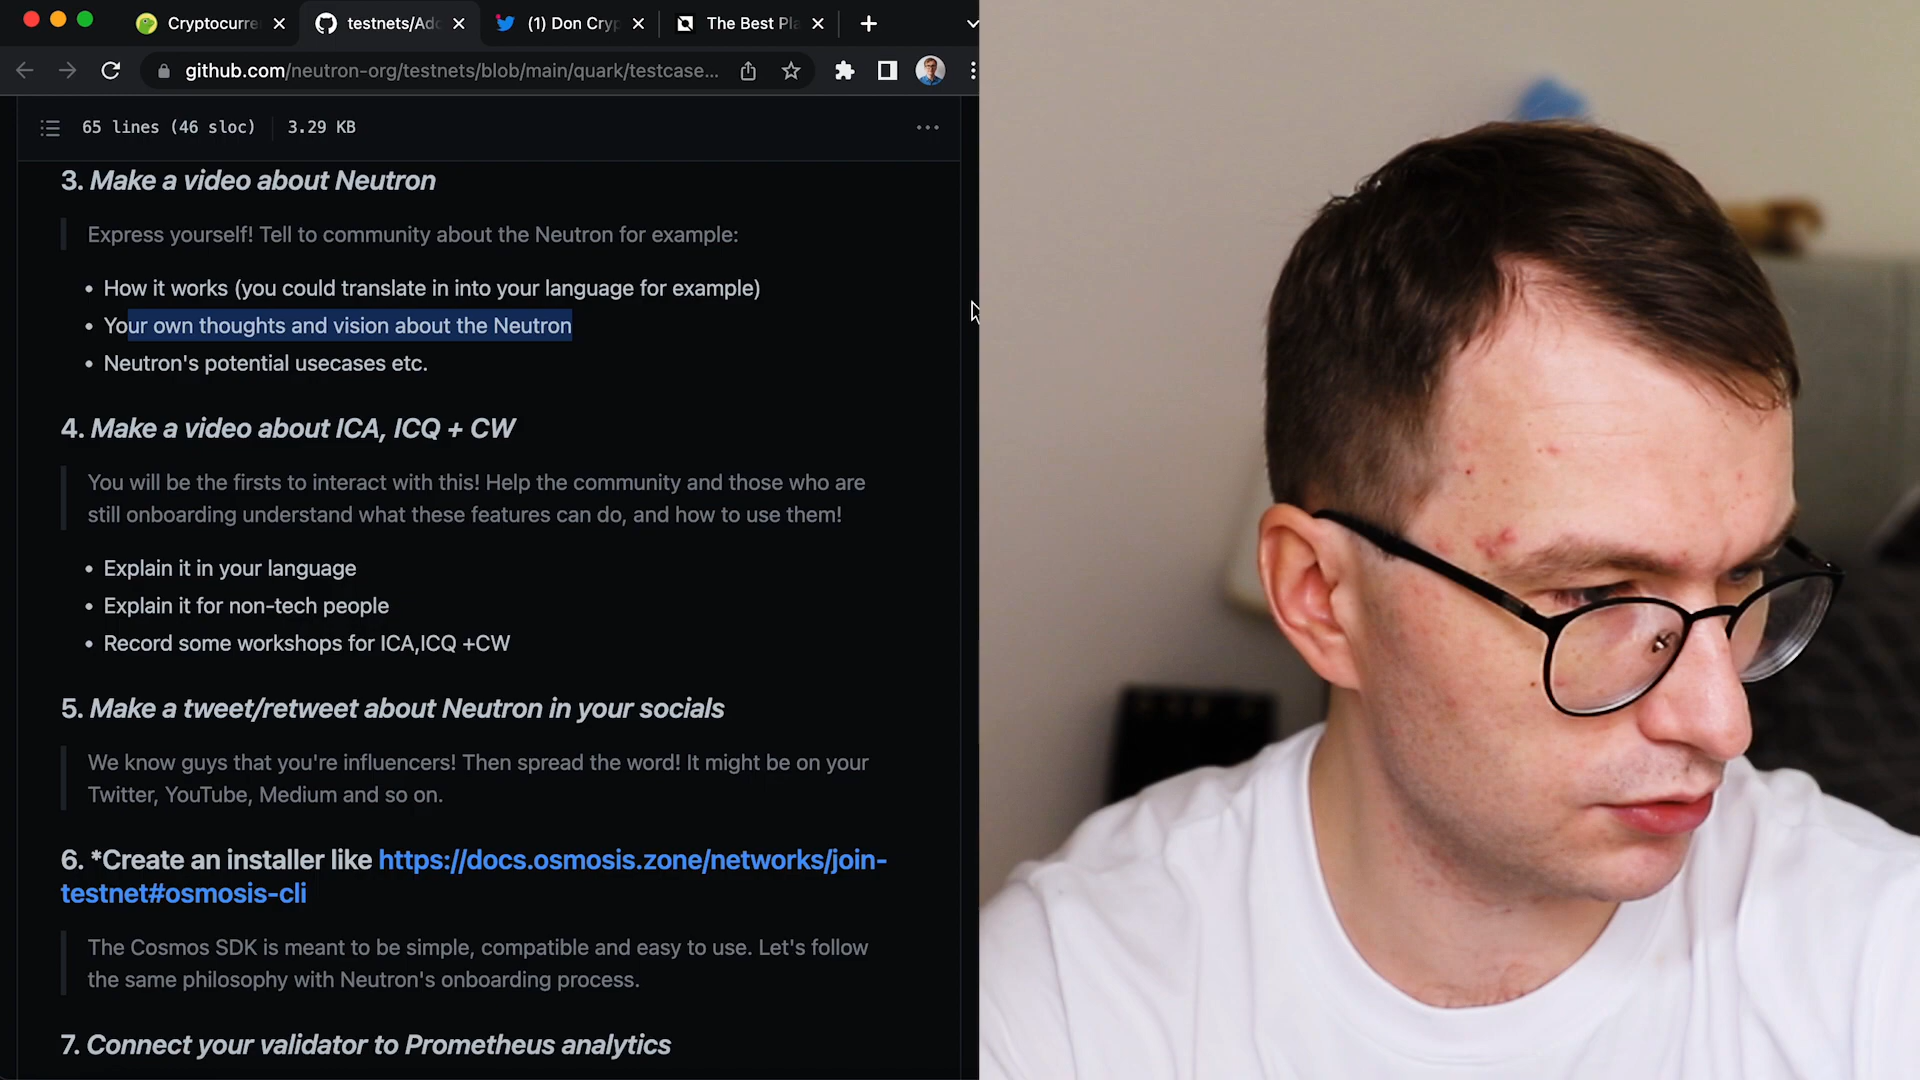 Cryptocurre
testnets/Add
(1) Don Cryp
The Best Pla
github.com/neutron-org/testnets/blob/main/quark/testcase...
65 lines (46 sloc)
3.29 KB
3. Make a video about Neutron
Express yourself! Tell to community about the Neutron for example:
• How it works (you could translate in into your language for example)
• Your own thoughts and vision about the Neutron
• Neutron's potential usecases etc.
4. Make a video about ICA, ICQ + CW
You will be the firsts to interact with this! Help the community and those who are
still onboarding understand what these features can do, and how to use them!
• Explain it in your language
• Explain it for non-tech people
• Record some workshops for ICA,ICQ +CW
5. Make a tweet/retweet about Neutron in your socials
We know guys that you're influencers! Then spread the word! It might be on your
Twitter, YouTube, Medium and so on.
6. *Create an installer like https://docs.osmosis.zone/networks/join-
testnet#osmosis-cli
The Cosmos SDK is meant to be simple, compatible and easy to use. Let's follow
the same philosophy with Neutron's onboarding process.
7. Connect your validator to Prometheus analytics